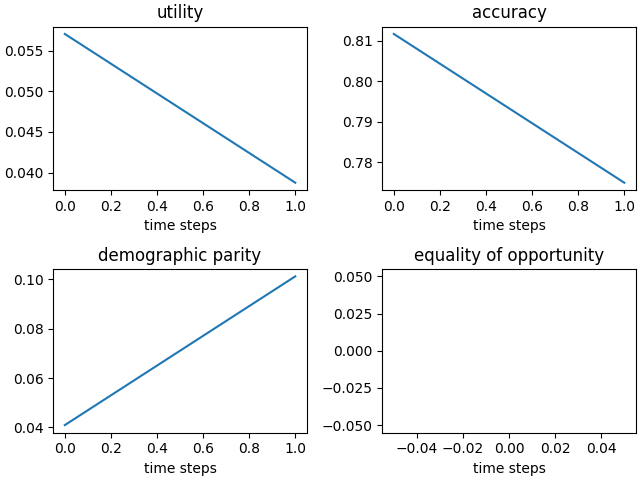 utility
0.055
0.050
0.045
0.040
0.0 0.2 0.4 0.6 0.8 1.0
time steps
accuracy
0.81
0.80
0.79
0.78
0.0 0.2 0.4 0.6 0.8 1.0
time steps
demographic parity
0.10
0.08
0.06
0.04
0.0 0.2 0.4 0.6 0.8 1.0
time steps
equality of opportunity
0.050
0.025
0.000
−0.025
−0.050
−0.04 −0.02 0.00 0.02 0.04
time steps